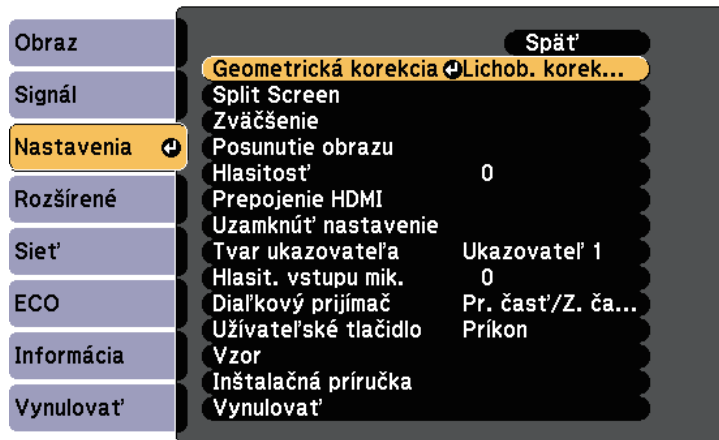 Obraz
Signál
Nastavenia
Rozšírené
Sieť
ECO
Informácia
Vynulovať
Späť
Geometrická korekcia Lichob. korek...
Split Screen
Zväčšenie
Posunutie obrazu
Hlasitosť 0
Prepojenie HDMI
Uzamknúť nastavenie
Tvar ukazovateľa Ukazovateľ 1
Hlasit. vstupu mik. 0
Diaľkový prijímač Pr. časť/Z. ča...
Užívateľské tlačidlo Príkon
Vzor
Inštalačná príručka
Vynulovať